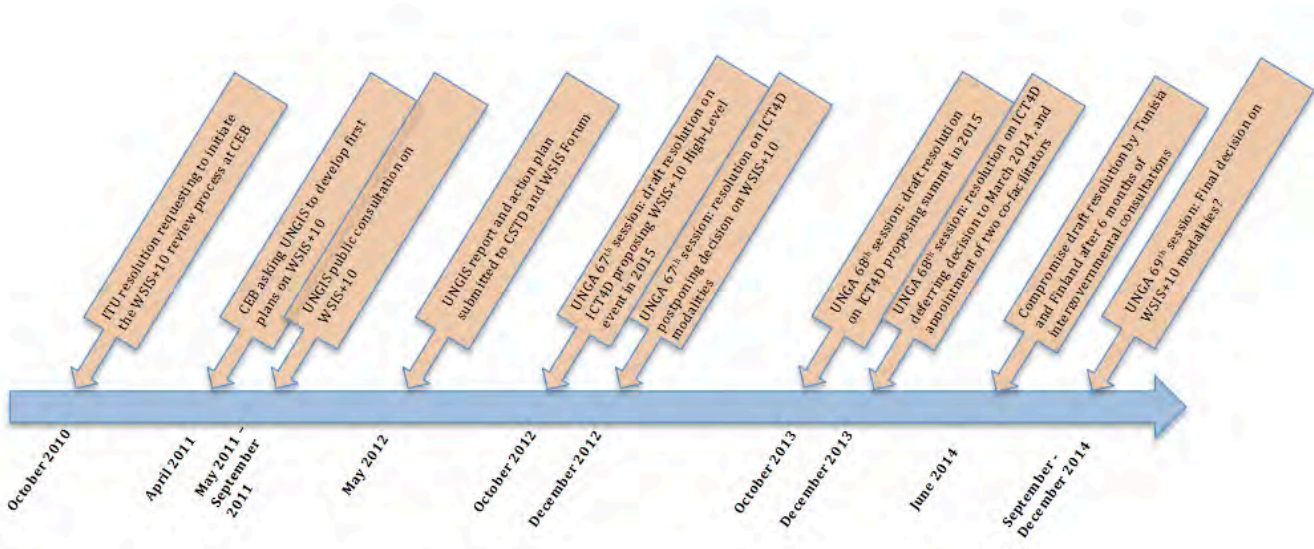 ITU resolution requesting to initiate
the WSIS+10 review process at CEB
CEB asking UNGIS to develop first
plans on WSIS+10
UNGIS public consultation on
WSIS+10
UNGIS report and action plan
submitted to CSTD and WSIS Forum
UNGA 67th session: draft resolution on
ICT4D proposing WSIS+10 High-Level
event in 2015
UNGA 67th session: resolution on ICT4D
postponing decision on WSIS+10
modalities
UNGA 68th session: draft resolution
on ICT4D proposing summit in 2015
UNGA 68th session: resolution on ICT4D
deferring decision to March 2014, and
appointment of two co-facilitators
Compromise draft resolution by Tunisia
and Finland after 6 months of
intergovernmental consultations
UNGA 69th session: Final decision on
WSIS+10 modalities?
October 2010
April 2011
May 2011 –
September
2011
May 2012
October 2012
December 2012
October 2013
December 2013
June 2014
September -
December 2014